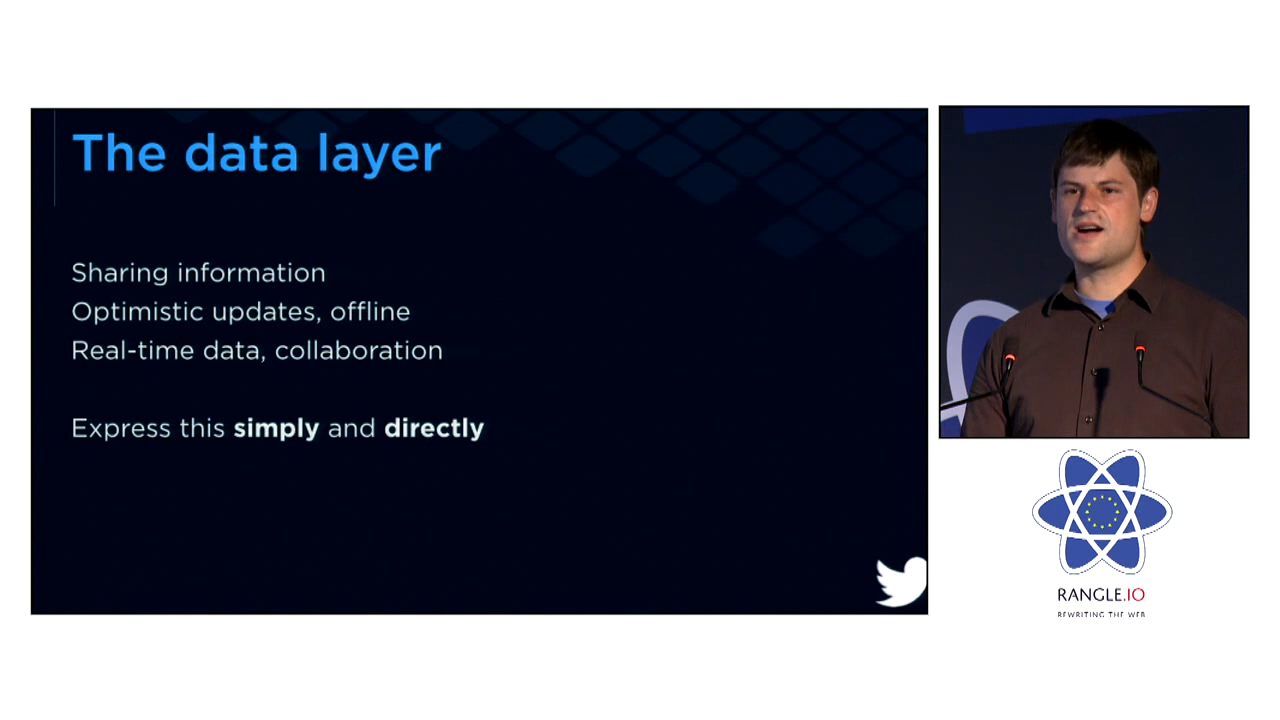 The data layer
Sharing information
Optimistic updates, offline
Real-time data, collaboration
Express this simply and directly
RANGLE.IO
REWRITING THE WEB